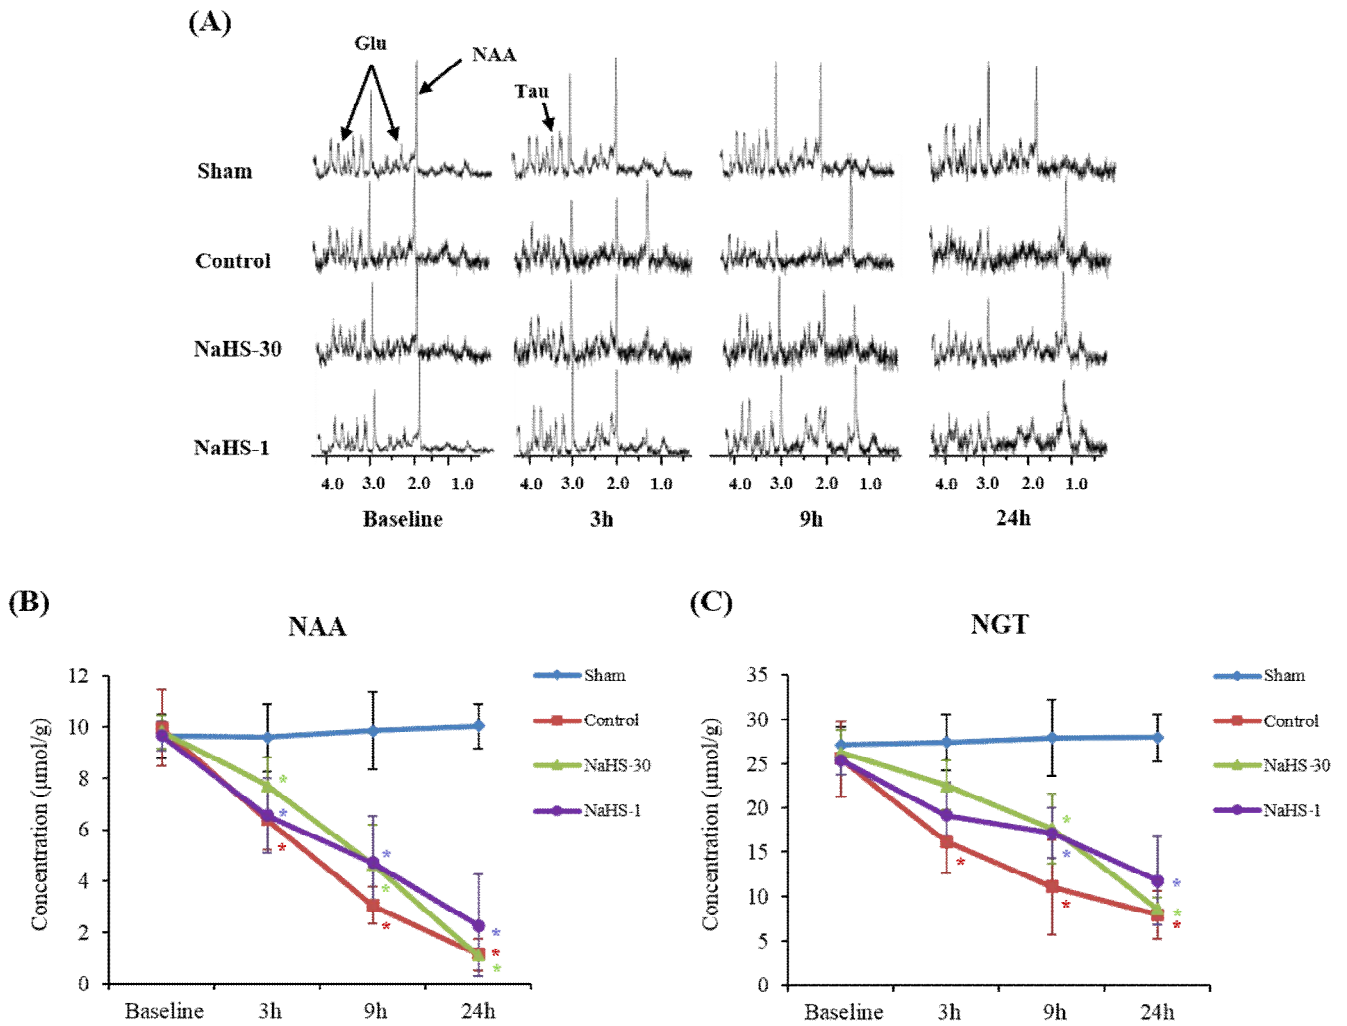 (A)
Glu
NAA
Tau
Sham
Control
NaHS-30
NaHS-1
4.0 3.0 2.0 1.0 4.0 3.0 2.0 1.0 4.0 3.0 2.0 1.0 4.0 3.0 2.0 1.0
Baseline 3h 9h 24h
(B)
NAA
Concentration (μmol/g)
12
10
8
6
4
2
0
Baseline 3h 9h 24h
Sham
Control
NaHS-30
NaHS-1
* * * * * * * * *
(C)
NGT
Concentration (μmol/g)
35
30
25
20
15
10
5
0
Baseline 3h 9h 24h
Sham
Control
NaHS-30
NaHS-1
* * * * * * *